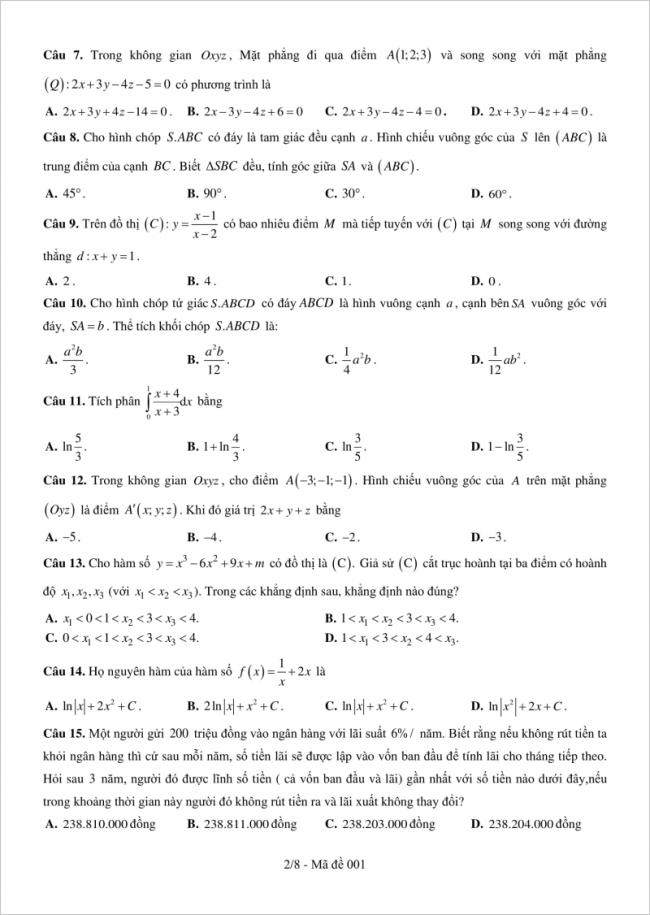 Câu 7. Trong không gian Oxyz, Mặt phẳng đi qua điểm A(1;2;3) và song song với mặt phẳng
(Q): 2x+3y−4z−5=0 có phương trình là
A. 2x+3y+4z−14=0. B. 2x−3y−4z+6=0 C. 2x+3y−4z−4=0. D. 2x+3y−4z+4=0.
Câu 8. Cho hình chóp S.ABC có đáy là tam giác đều cạnh a. Hình chiếu vuông góc của S lên (ABC) là
trung điểm của cạnh BC. Biết ΔSBC đều, tính góc giữa SA và (ABC).
A. 45°. B. 90°. C. 30°. D. 60°.
Câu 9. Trên đồ thị (C): y = (x−1)/(x−2) có bao nhiêu điểm M mà tiếp tuyến với (C) tại M song song với đường
thẳng d: x+y=1.
A. 2. B. 4. C. 1. D. 0.
Câu 10. Cho hình chóp tứ giác S.ABCD có đáy ABCD là hình vuông cạnh a, cạnh bên SA vuông góc với
đáy, SA=b. Thể tích khối chóp S.ABCD là:
A. a²b/3. B. a²b/12. C. 1/4 a²b. D. 1/12 ab².
Câu 11. Tích phân ∫₀¹ (x+4)/(x+3) dx bằng
A. ln 5/3. B. 1+ln 4/3. C. ln 3/5. D. 1−ln 3/5.
Câu 12. Trong không gian Oxyz, cho điểm A(−3;−1;−1). Hình chiếu vuông góc của A trên mặt phẳng
(Oyz) là điểm A′(x;y;z). Khi đó giá trị 2x+y+z bằng
A. −5. B. −4. C. −2. D. −3.
Câu 13. Cho hàm số y = x³−6x²+9x+m có đồ thị là (C). Giả sử (C) cắt trục hoành tại ba điểm có hoành
độ x₁, x₂, x₃ (với x₁ < x₂ < x₃). Trong các khẳng định sau, khẳng định nào đúng?
A. x₁ < 0 < 1 < x₂ < 3 < x₃ < 4. B. 1 < x₁ < x₂ < 3 < x₃ < 4.
C. 0 < x₁ < 1 < x₂ < 3 < x₃ < 4. D. 1 < x₁ < 3 < x₂ < 4 < x₃.
Câu 14. Họ nguyên hàm của hàm số f(x) = 1/x + 2x là
A. ln|x|+2x²+C. B. 2ln|x|+x²+C. C. ln|x|+x²+C. D. ln|x²|+2x+C.
Câu 15. Một người gửi 200 triệu đồng vào ngân hàng với lãi suất 6% / năm. Biết rằng nếu không rút tiền ta
khỏi ngân hàng thì cứ sau mỗi năm, số tiền lãi sẽ được lập vào vốn ban đầu để tính lãi cho tháng tiếp theo.
Hỏi sau 3 năm, người đó được lĩnh số tiền ( cả vốn ban đầu và lãi) gần nhất với số tiền nào dưới đây,nếu
trong khoảng thời gian này người đó không rút tiền ra và lãi xuất không thay đổi?
A. 238.810.000 đồng B. 238.811.000 đồng C. 238.203.000 đồng D. 238.204.000 đồng
2/8 - Mã đề 001